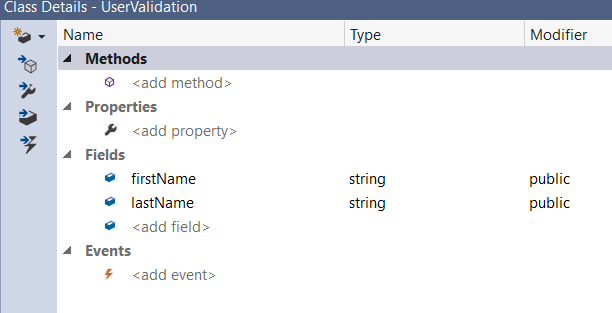 Class Details - UserValidation
Name Type Modifier
Methods
<add method>
Properties
<add property>
Fields
firstName string public
lastName string public
<add field>
Events
<add event>